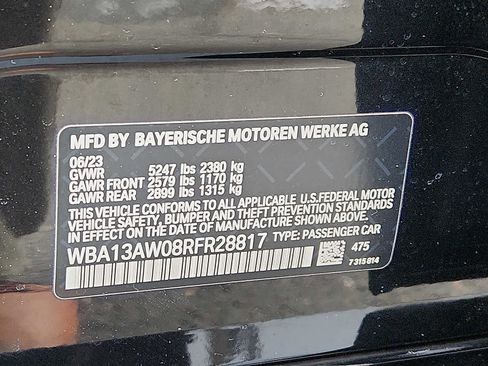 MFD BY BAYERISCHE MOTOREN WERKE AG
06/23
GVWR 5247 lbs 2380 kg
GAWR FRONT 2579 lbs 1170 kg
GAWR REAR 2899 lbs 1315 kg
THIS VEHICLE CONFORMS TO ALL APPLICABLE U.S.FEDERAL MOTOR
VEHICLE SAFETY, BUMPER AND THEFT PREVENTION STANDARDS
IN EFFECT ON THE DATE OF MANUFACTURE SHOWN ABOVE.
WBA13AW08RFR28817 TYPE: PASSENGER CAR
475
7315814